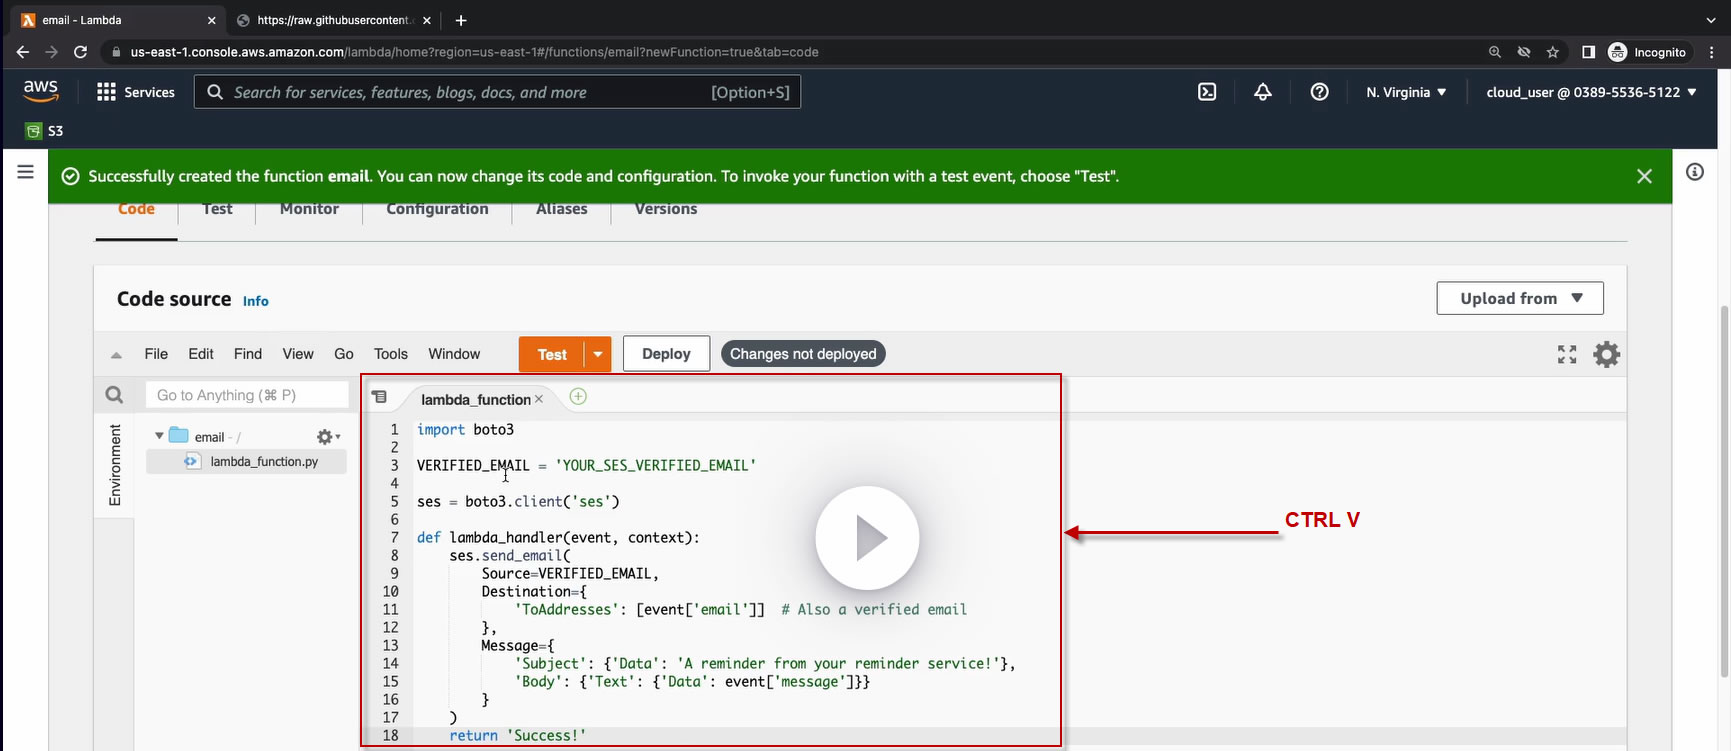 email - Lambda
https://raw.githubusercontent.c
us-east-1.console.aws.amazon.com/lambda/home?region=us-east-1#/functions/email?newFunction=true&tab=code
Incognito
aws
Services
Search for services, features, blogs, docs, and more
[Option+S]
N. Virginia
cloud_user @ 0389-5536-5122
S3
Successfully created the function email. You can now change its code and configuration. To invoke your function with a test event, choose "Test".
Code
Test
Monitor
Configuration
Aliases
Versions
Code source
Info
Upload from
File
Edit
Find
View
Go
Tools
Window
Test
Deploy
Changes not deployed
Go to Anything (⌘ P)
Environment
email - /
lambda_function.py
lambda_function
1 import boto3
2
3 VERIFIED_EMAIL = 'YOUR_SES_VERIFIED_EMAIL'
4
5 ses = boto3.client('ses')
6
7 def lambda_handler(event, context):
8     ses.send_email(
9         Source=VERIFIED_EMAIL,
10         Destination={
11             'ToAddresses': [event['email']]  # Also a verified email
12         },
13         Message={
14             'Subject': {'Data': 'A reminder from your reminder service!'},
15             'Body': {'Text': {'Data': event['message']}}
16         }
17     )
18     return 'Success!'
CTRL V